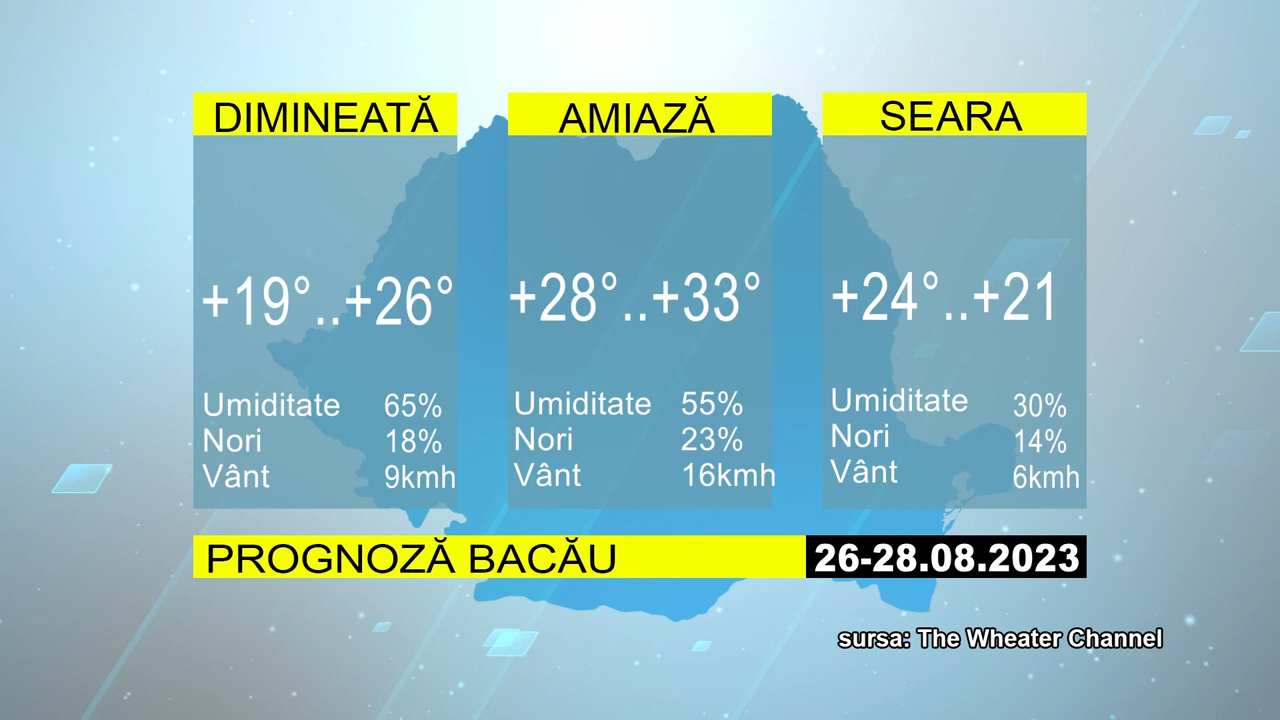 DIMINEATĂ
+19°..+26°
Umiditate 65%
Nori 18%
Vânt 9kmh
AMIAZĂ
+28°..+33°
Umiditate 55%
Nori 23%
Vânt 16kmh
SEARA
+24°..+21
Umiditate 30%
Nori 14%
Vânt 6kmh
PROGNOZĂ BACĂU 26-28.08.2023
sursa: The Wheater Channel